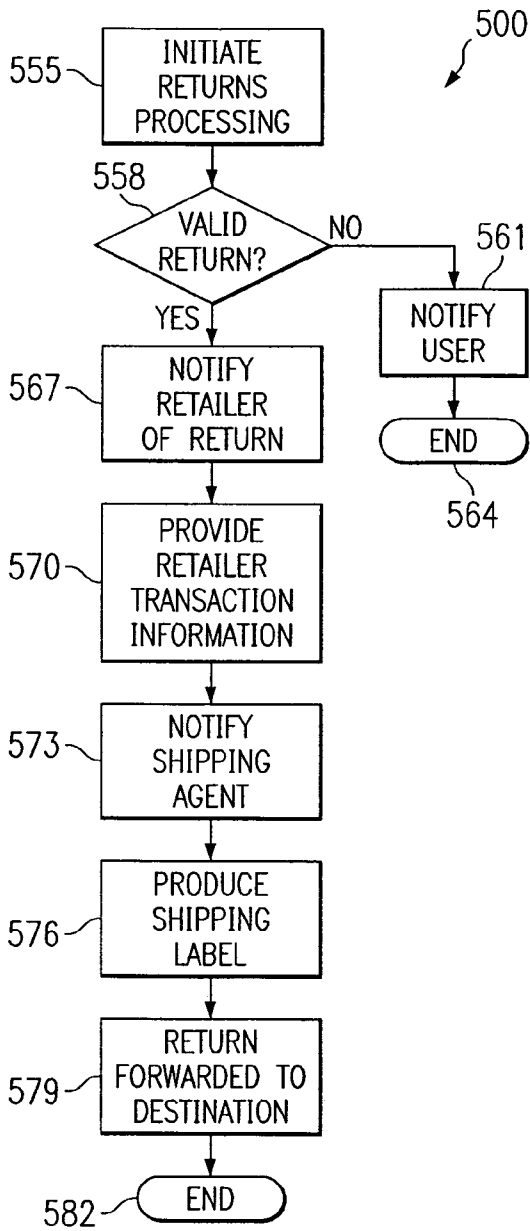 500
555
INITIATE
RETURNS
PROCESSING
558
VALID
RETURN?
NO
YES
561
NOTIFY
USER
END
564
567
NOTIFY
RETAILER
OF RETURN
570
PROVIDE
RETAILER
TRANSACTION
INFORMATION
573
NOTIFY
SHIPPING
AGENT
576
PRODUCE
SHIPPING
LABEL
579
RETURN
FORWARDED TO
DESTINATION
582
END